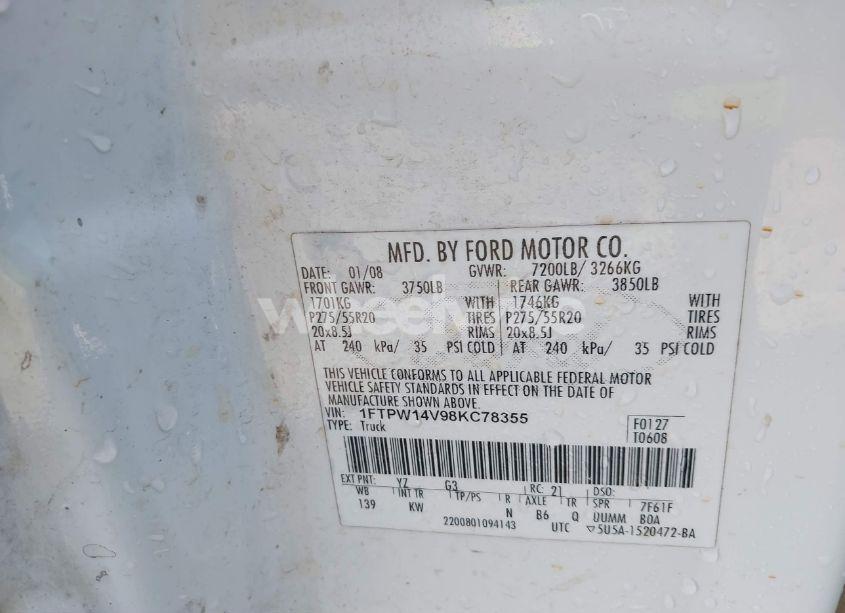 MFD. BY FORD MOTOR CO.
DATE: 01/08 GVWR: 7200LB/ 3266KG
FRONT GAWR: 3750LB REAR GAWR: 3850LB
1701KG WITH 1746KG WITH
P275/55R20 TIRES P275/55R20 TIRES
20x8.5J RIMS 20x8.5J RIMS
AT 240 kPa/ 35 PSI COLD AT 240 kPa/ 35 PSI COLD
THIS VEHICLE CONFORMS TO ALL APPLICABLE FEDERAL MOTOR
VEHICLE SAFETY STANDARDS IN EFFECT ON THE DATE OF
MANUFACTURE SHOWN ABOVE.
VIN: 1FTPW14V98KC78355 F0127
TYPE: Truck T0608
EXT PNT: YZ G3 RC: 21 DSO:
WB INT TR TP/PS R AXLE TR SPR 7F61F
139 KW N B6 Q UUMM BOA
2200801094143 UTC 5U5A-1520472-BA